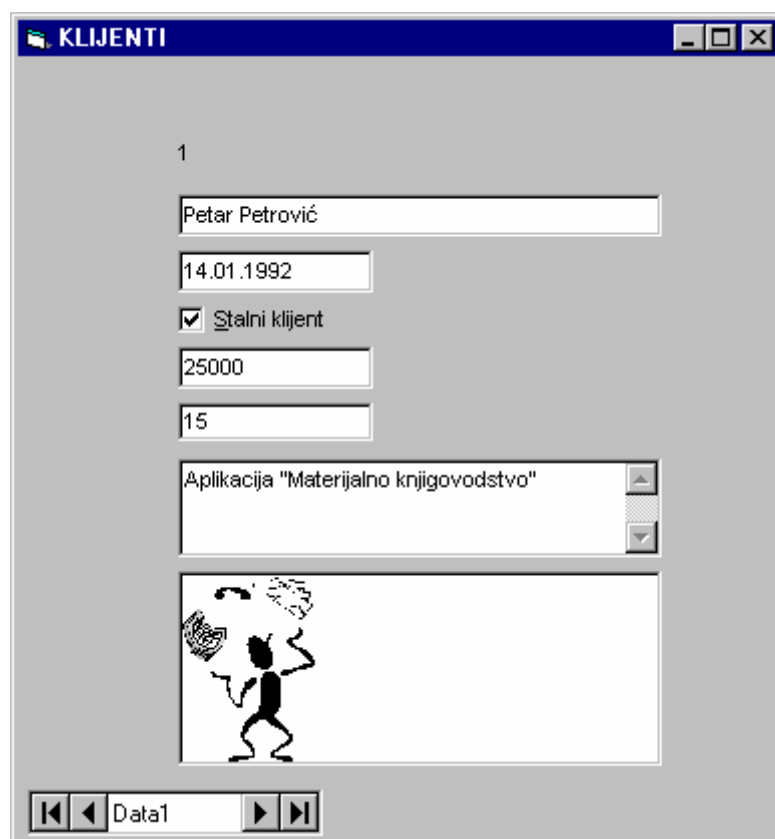 KLIJENTI
1
Petar Petrović
14.01.1992
Stalni klijent
25000
15
Aplikacija "Materijalno knjigovodstvo"
Data1